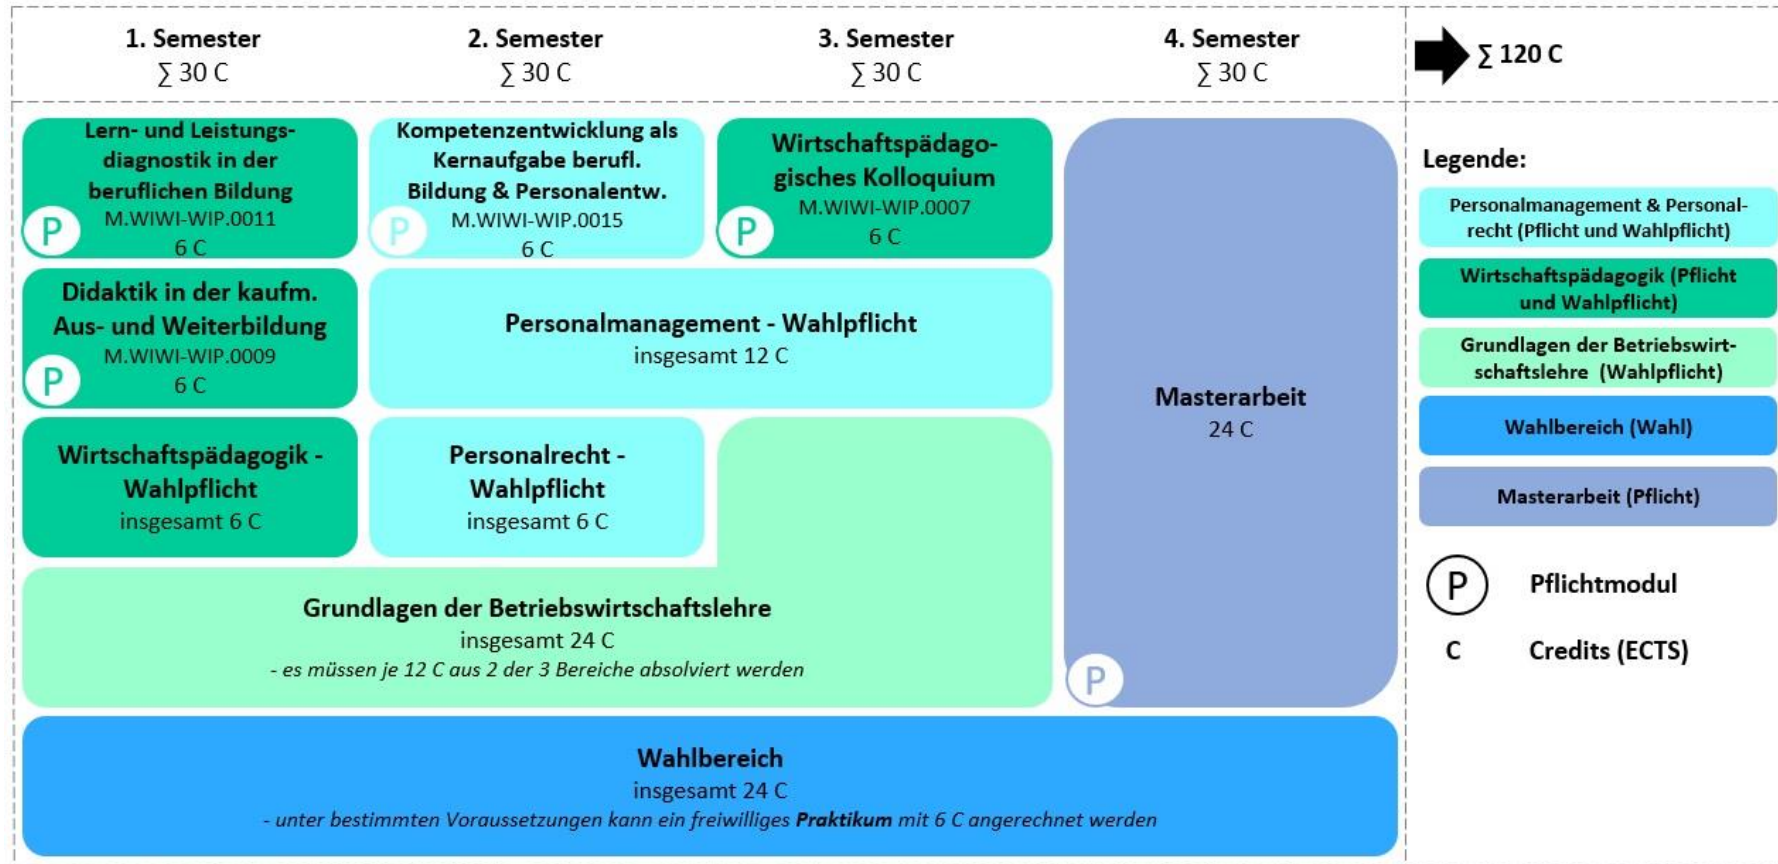 1. Semester
∑ 30 C
2. Semester
∑ 30 C
3. Semester
∑ 30 C
4. Semester
∑ 30 C
∑ 120 C
Lern- und Leistungs-
diagnostik in der
beruflichen Bildung
M.WIWI-WIP.0011
6 C
P
Kompetenzentwicklung als
Kernaufgabe berufl.
Bildung & Personalentw.
M.WIWI-WIP.0015
6 C
P
Wirtschaftspädago-
gisches Kolloquium
M.WIWI-WIP.0007
6 C
P
Didaktik in der kaufm.
Aus- und Weiterbildung
M.WIWI-WIP.0009
6 C
P
Personalmanagement - Wahlpflicht
insgesamt 12 C
Masterarbeit
24 C
P
Wirtschaftspädagogik -
Wahlpflicht
insgesamt 6 C
Personalrecht -
Wahlpflicht
insgesamt 6 C
Grundlagen der Betriebswirtschaftslehre
insgesamt 24 C
- es müssen je 12 C aus 2 der 3 Bereiche absolviert werden
Wahlbereich
insgesamt 24 C
- unter bestimmten Voraussetzungen kann ein freiwilliges Praktikum mit 6 C angerechnet werden
Legende:
Personalmanagement & Personal-
recht (Pflicht und Wahlpflicht)
Wirtschaftspädagogik (Pflicht
und Wahlpflicht)
Grundlagen der Betriebswirt-
schaftslehre (Wahlpflicht)
Wahlbereich (Wahl)
Masterarbeit (Pflicht)
P Pflichtmodul
C Credits (ECTS)